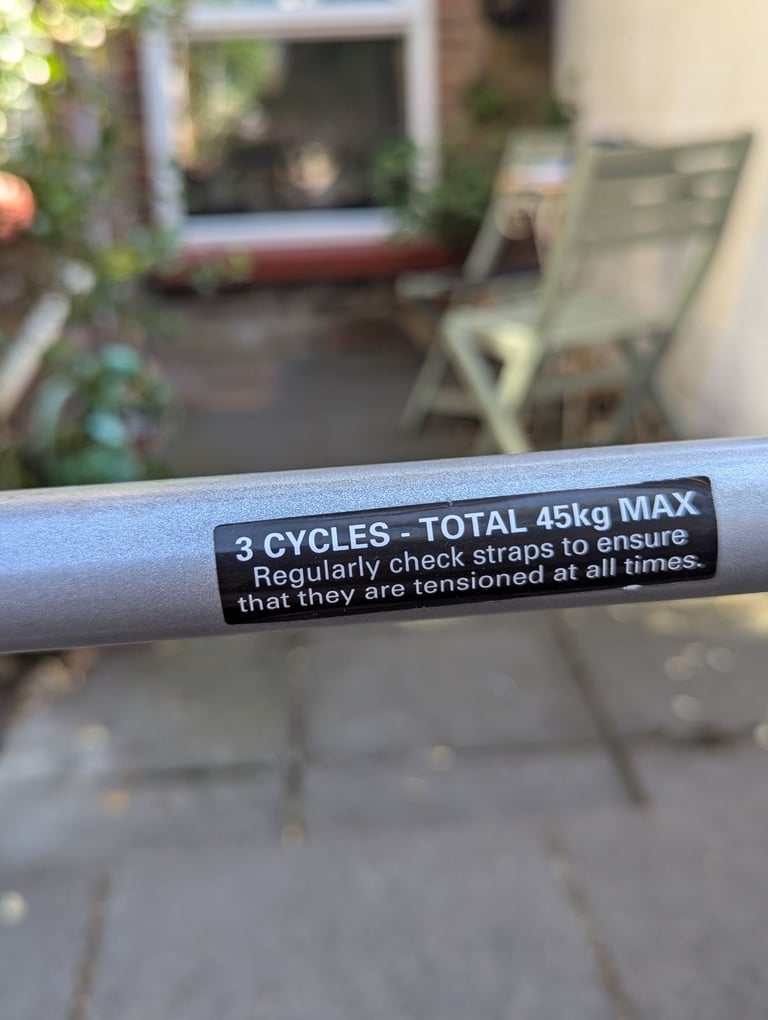 3 CYCLES - TOTAL 45kg MAX
Regularly check straps to ensure
that they are tensioned at all times.